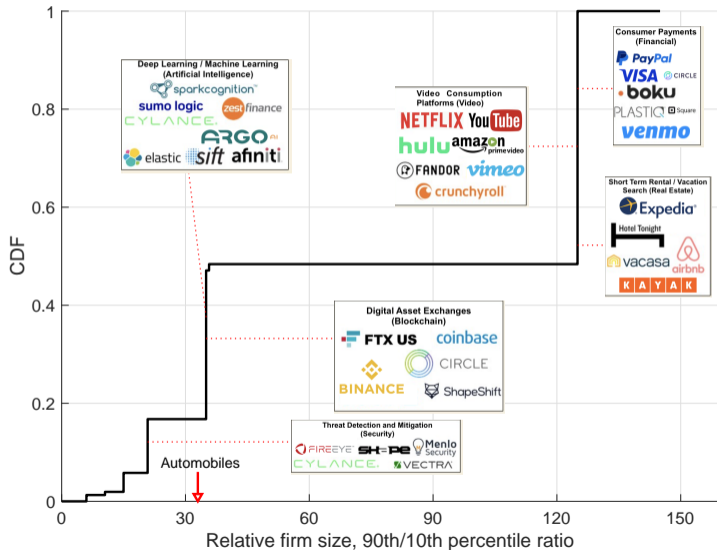 1
0.8
0.6
0.4
0.2
0
CDF
0
30
60
90
120
150
Relative firm size, 90th/10th percentile ratio
Deep Learning / Machine Learning
(Artificial Intelligence)
sparkcognition™
sumo logic
zestfinance
CYLANCE
ARGO AI
elastic
sift
afiniti
Video Consumption
Platforms (Video)
NETFLIX
YouTube
hulu
amazon
prime video
FANDOR
vimeo
crunchyroll
Consumer Payments
(Financial)
PayPal
VISA
CIRCLE
boku
PLASTIQ
Square
venmo
Short Term Rental / Vacation
Search (Real Estate)
Expedia
Hotel Tonight
vacasa
airbnb
KAYAK
Digital Asset Exchanges
(Blockchain)
FTX US
coinbase
BINANCE
CIRCLE
ShapeShift
Threat Detection and Mitigation
(Security)
FIREEYE
SHAPE
Menlo
Security
CYLANCE
VECTRA
Automobiles